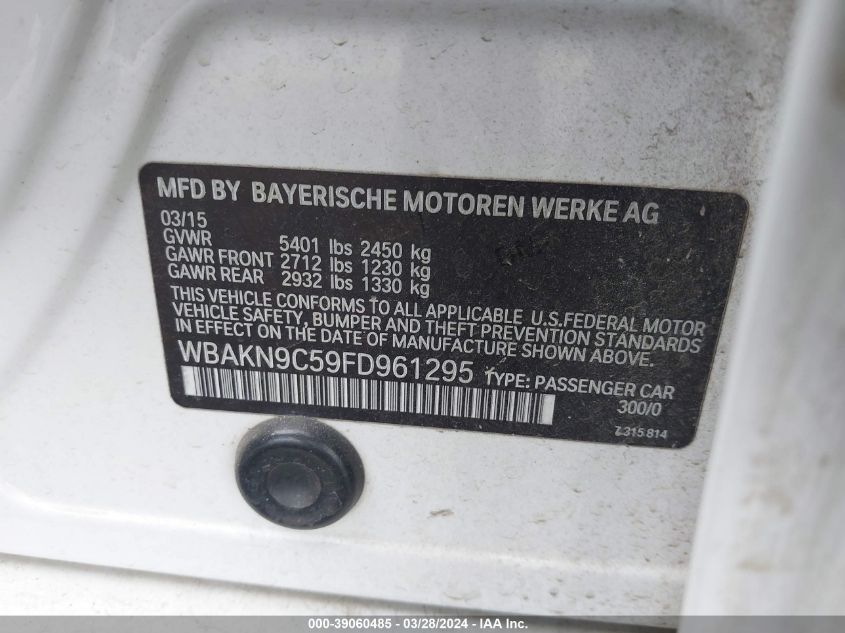 MFD BY BAYERISCHE MOTOREN WERKE AG
03/15
GVWR 5401 lbs 2450 kg
GAWR FRONT 2712 lbs 1230 kg
GAWR REAR 2932 lbs 1330 kg
THIS VEHICLE CONFORMS TO ALL APPLICABLE U.S.FEDERAL MOTOR
VEHICLE SAFETY, BUMPER AND THEFT PREVENTION STANDARDS
IN EFFECT ON THE DATE OF MANUFACTURE SHOWN ABOVE.
WBAKN9C59FD961295 TYPE: PASSENGER CAR
300/0
7 315 814
000-39060485 - 03/28/2024 - IAA Inc.